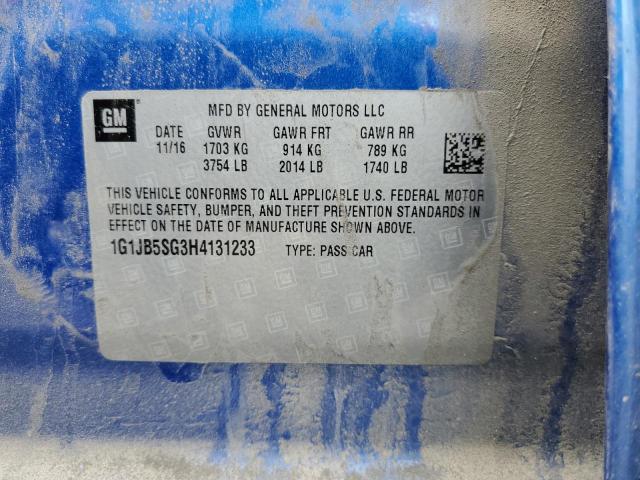 GM
MFD BY GENERAL MOTORS LLC
DATE GVWR GAWR FRT GAWR RR
11/16 1703 KG 914 KG 789 KG
3754 LB 2014 LB 1740 LB
THIS VEHICLE CONFORMS TO ALL APPLICABLE U.S. FEDERAL MOTOR
VEHICLE SAFETY, BUMPER, AND THEFT PREVENTION STANDARDS IN
EFFECT ON THE DATE OF MANUFACTURE SHOWN ABOVE.
1G1JB5SG3H4131233 TYPE: PASS CAR